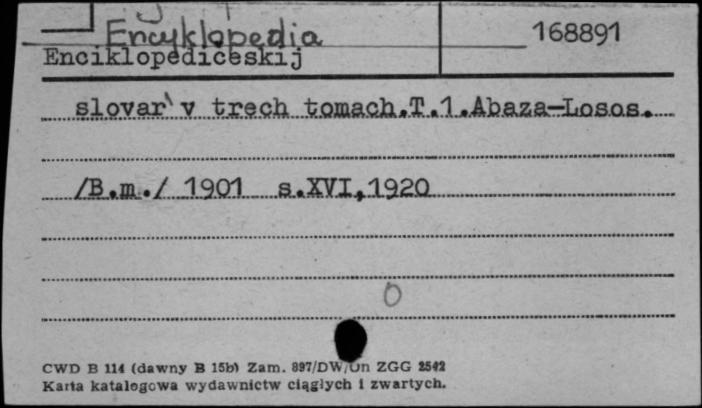 Encyklopedia 168891
Enciklopediceskij
slovar' v trech tomach.T.1.Abaza-Losos.
/B.m./ 1901 s.XVI,1920
0
CWD B 114 (dawny B 15b) Zam. 897/DW/Un ZGG 2542
Karta katalogowa wydawnictw ciągłych i zwartych.